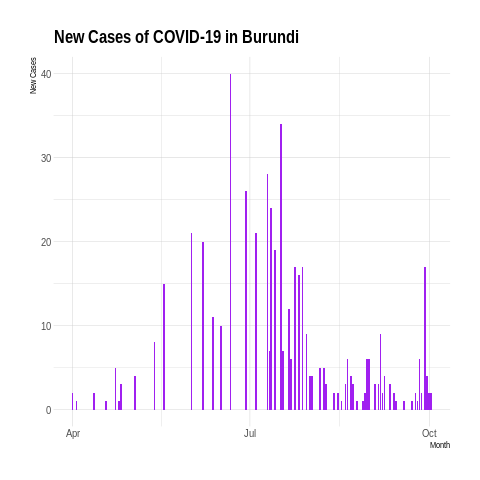 New Cases of COVID-19 in Burundi
New Cases
40
30
20
10
0
Apr
Jul
Oct
Month